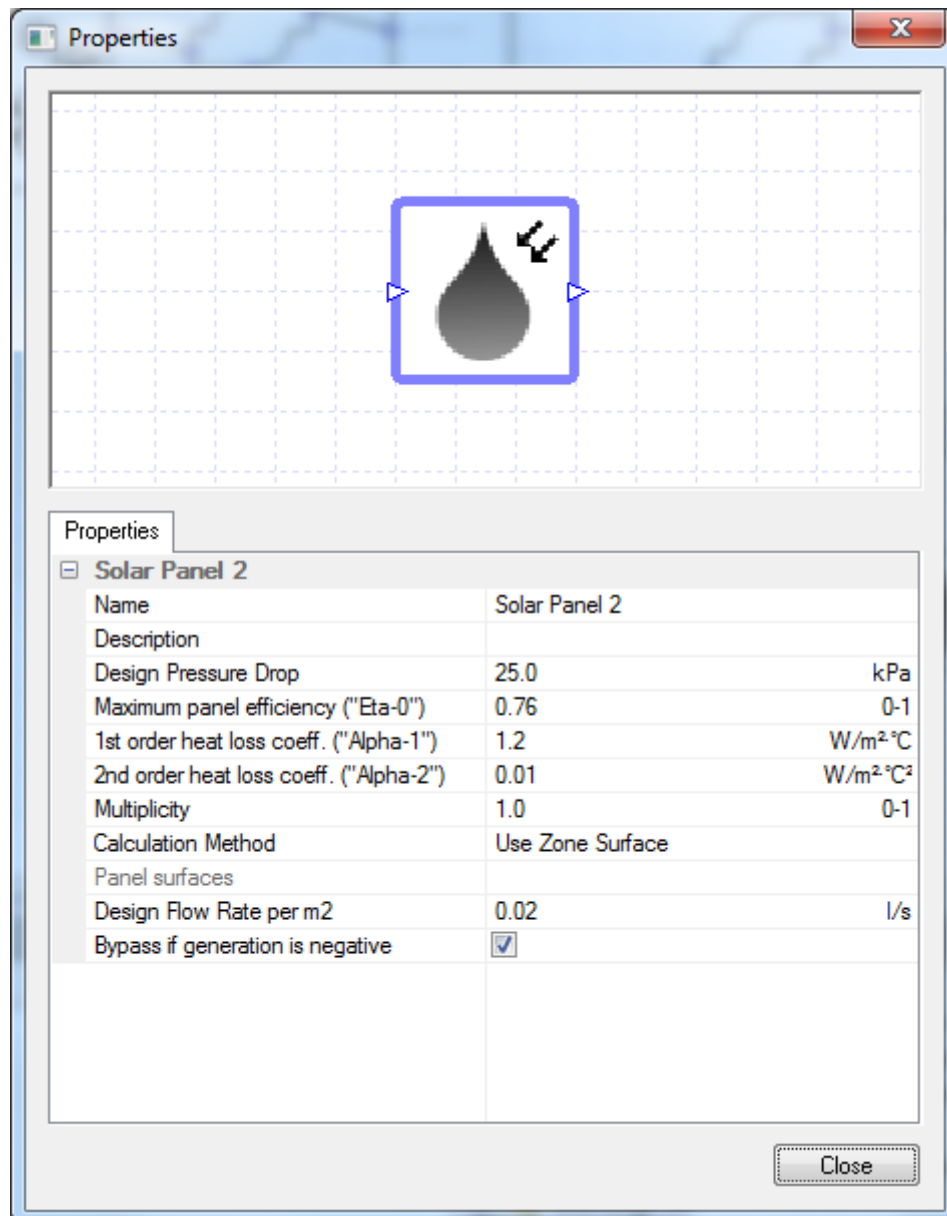 Properties
Properties
Solar Panel 2
Name Solar Panel 2
Description
Design Pressure Drop 25.0 kPa
Maximum panel efficiency ("Eta-0") 0.76 0-1
1st order heat loss coeff. ("Alpha-1") 1.2 W/m²·°C
2nd order heat loss coeff. ("Alpha-2") 0.01 W/m²·°C²
Multiplicity 1.0 0-1
Calculation Method Use Zone Surface
Panel surfaces
Design Flow Rate per m2 0.02 l/s
Bypass if generation is negative
Close